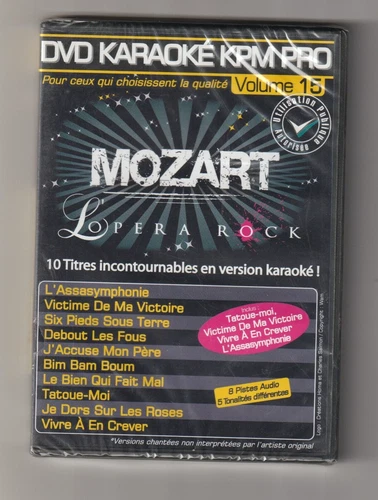 DVD KARAOKÉ KPM PRO
Pour ceux qui choisissent la qualité
Volume 15
Utilisation Publique
Autorisée
MOZART
L'OPERA ROCK
10 Titres incontournables en version karaoké !
L'Assasymphonie
Victime De Ma Victoire
Six Pieds Sous Terre
Debout Les Fous
J'Accuse Mon Père
Bim Bam Boum
Le Bien Qui Fait Mal
Tatoue-Moi
Je Dors Sur Les Roses
Vivre À En Crever
Inclus
Tatoue-moi,
Victime De Ma Victoire
Vivre À En Crever
L'Assasymphonie
8 Pistes Audio
5 Tonalités différentes
*Versions chantées non interprétées par l'artiste original